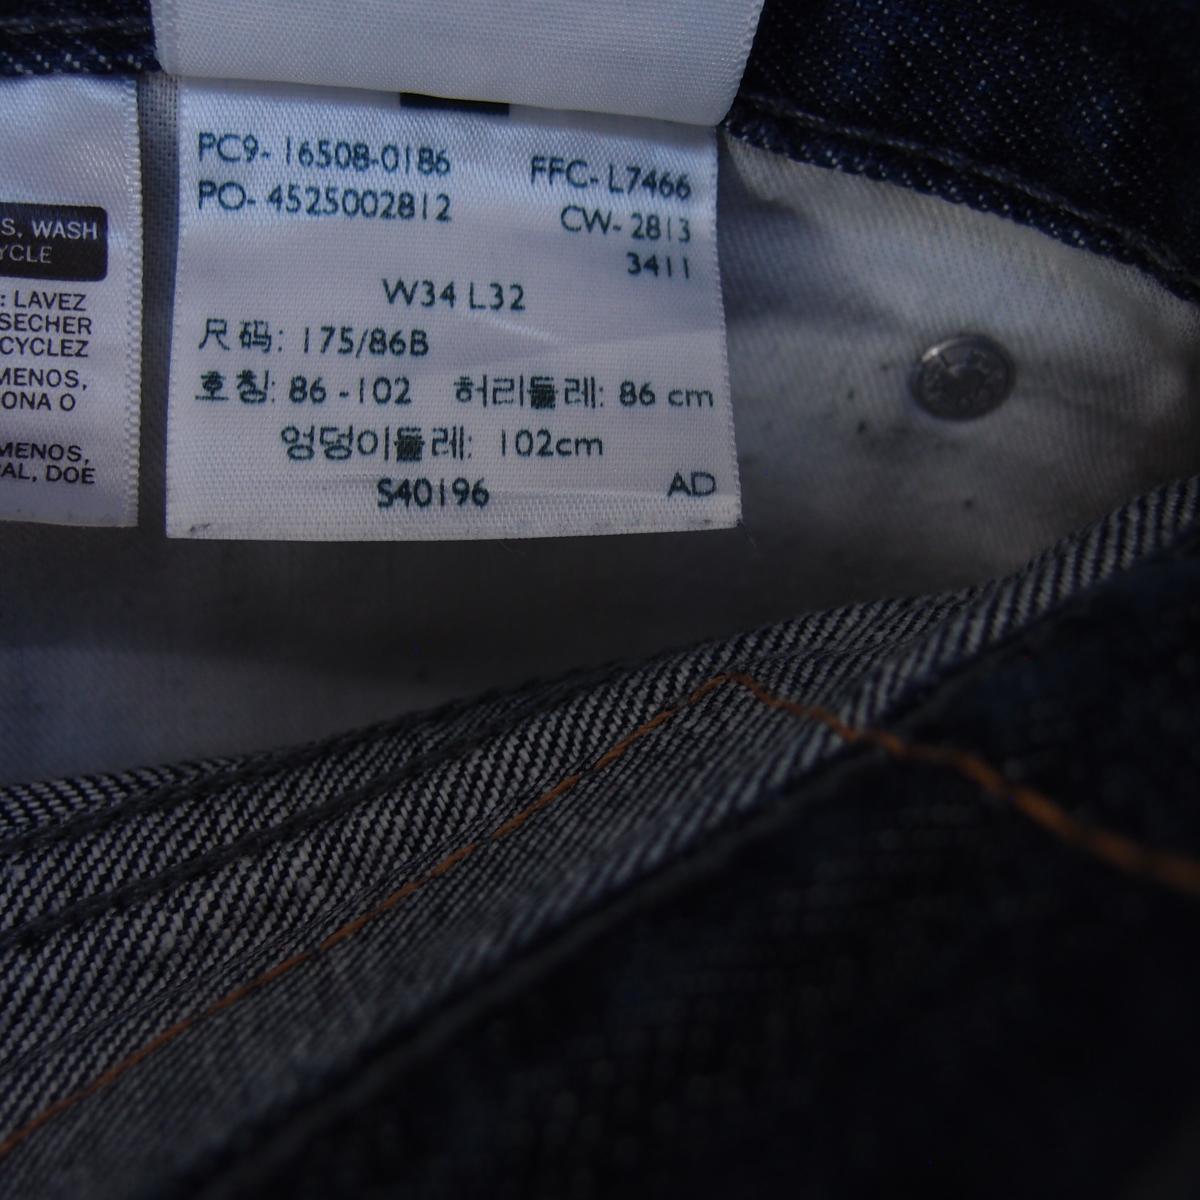 S, WASH
YCLE
: LAVEZ
SECHER
CYCLEZ
MENOS,
ONA O
MENOS,
AL, DOE
PC9- 16508-0186
FFC- L7466
PO- 4525002812
CW- 2813
3411
W34 L32
尺码: 175/86B
호칭: 86 -102 허리둘레: 86 cm
엉덩이둘레: 102cm
S40196
AD